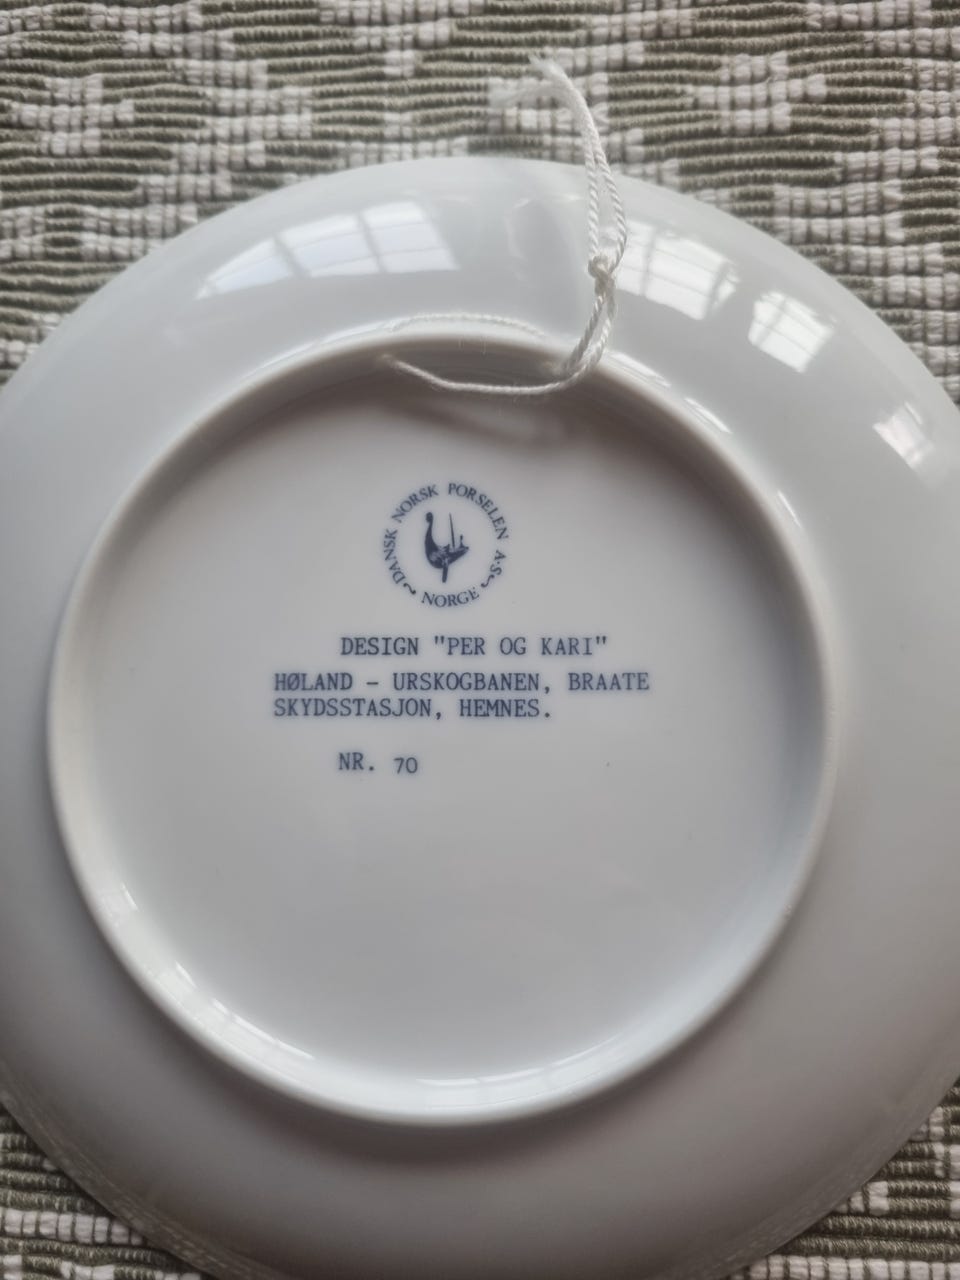 DANSK NORSK PORSELEN A·S
NORGE
DESIGN "PER OG KARI"
HØLAND – URSKOGBANEN, BRAATE
SKYDSSTASJON, HEMNES.
NR. 70